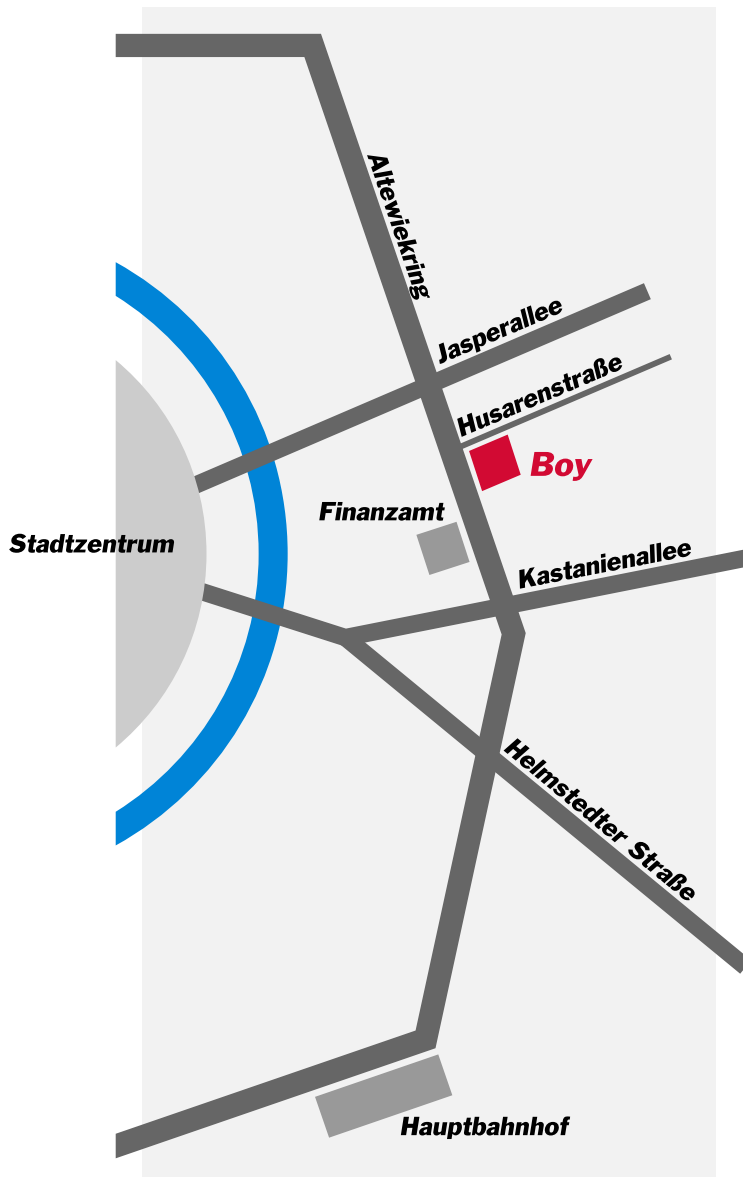 Altewiekring
Jasperallee
Husarenstraße
Boy
Finanzamt
Stadtzentrum
Kastanienallee
Helmstedter Straße
Hauptbahnhof